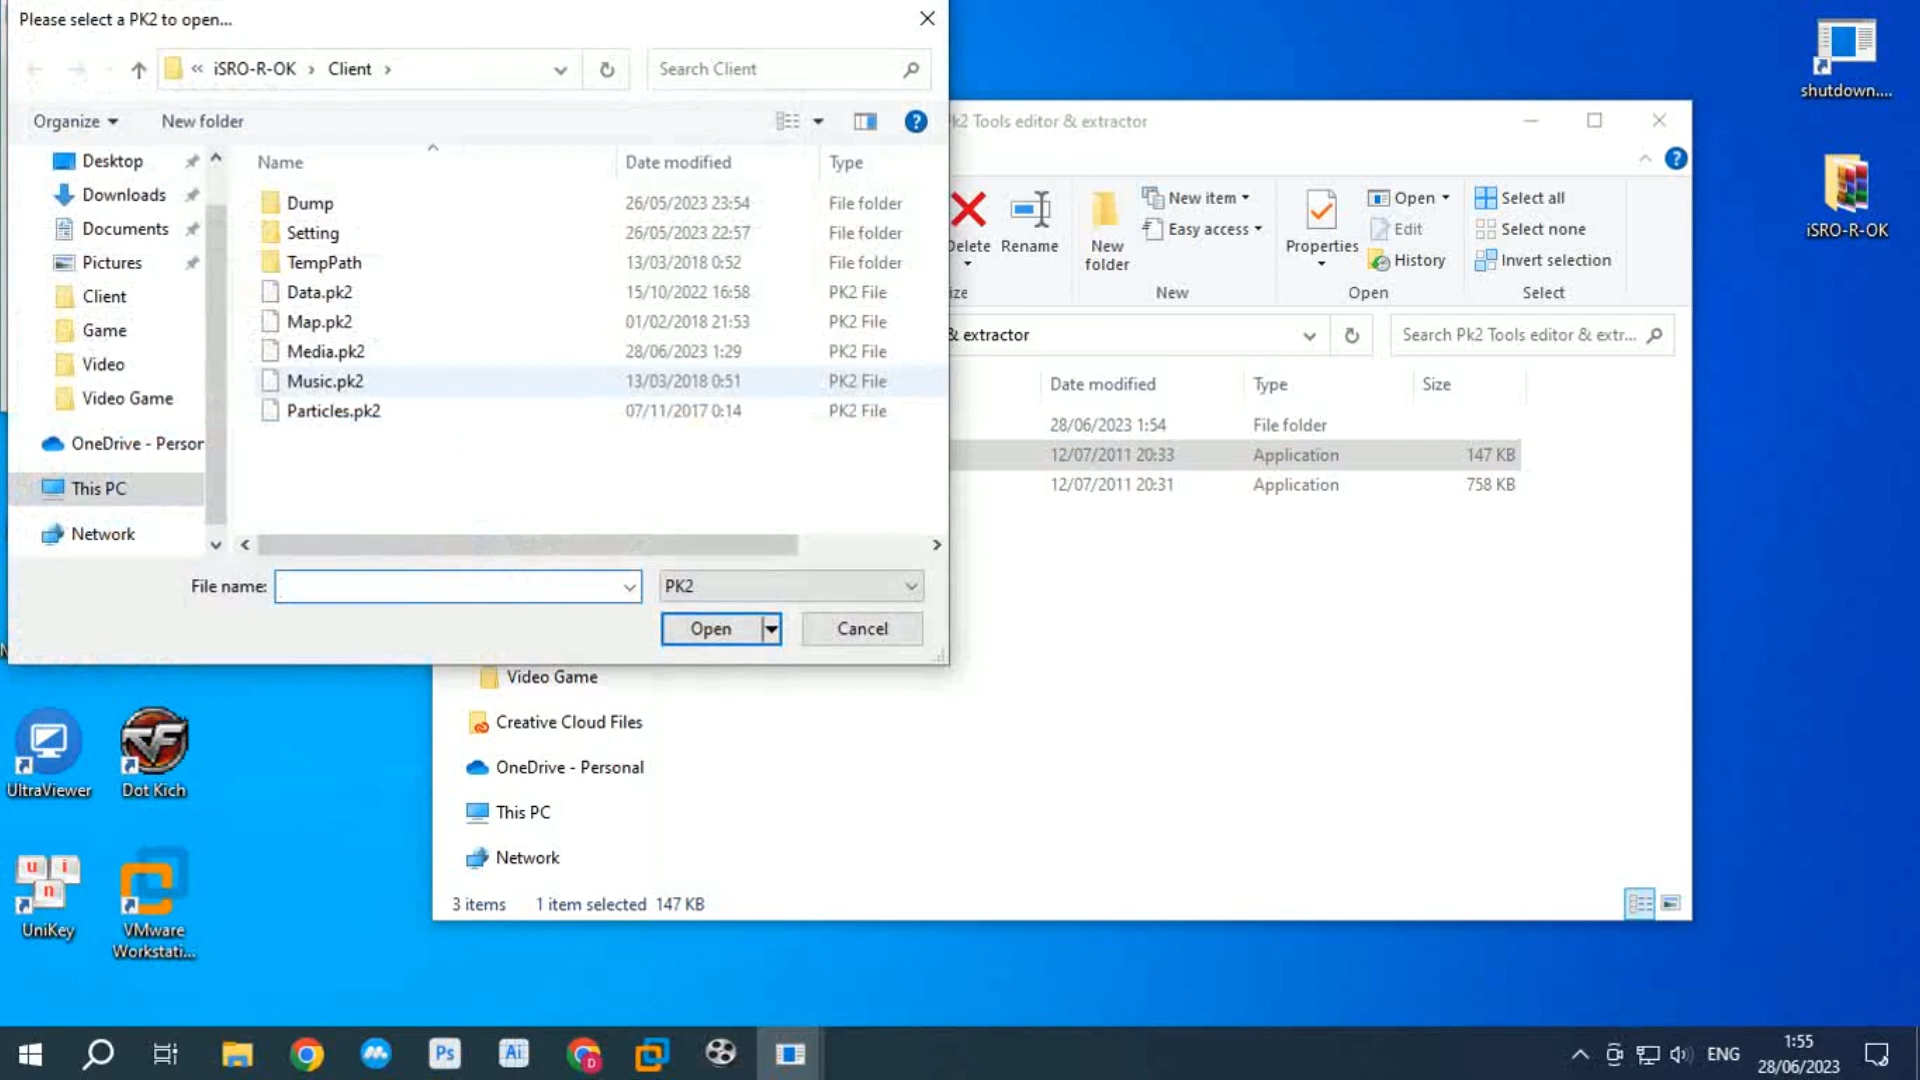 Please select a PK2 to open...
« iSRO-R-OK › Client ›
Search Client
Organize
New folder
Name
Date modified
Type
Desktop
Downloads
Documents
Pictures
Client
Game
Video
Video Game
OneDrive - Person
This PC
Network
Dump 26/05/2023 23:54 File folder
Setting 26/05/2023 22:57 File folder
TempPath 13/03/2018 0:52 File folder
Data.pk2 15/10/2022 16:58 PK2 File
Map.pk2 01/02/2018 21:53 PK2 File
Media.pk2 28/06/2023 1:29 PK2 File
Music.pk2 13/03/2018 0:51 PK2 File
Particles.pk2 07/11/2017 0:14 PK2 File
File name:
PK2
Open
Cancel
k2 Tools editor & extractor
Delete
Rename
New
folder
New item
Easy access
Properties
Open
Edit
History
Select all
Select none
Invert selection
ize
New
Open
Select
& extractor
Search Pk2 Tools editor & extr...
Date modified
Type
Size
28/06/2023 1:54 File folder
12/07/2011 20:33 Application 147 KB
12/07/2011 20:31 Application 758 KB
Video Game
Creative Cloud Files
OneDrive - Personal
This PC
Network
3 items 1 item selected 147 KB
shutdown....
iSRO-R-OK
UltraViewer
Dot Kich
u i
n
UniKey
VMware
Workstati...
Ps
Ai
D
ENG
1:55
28/06/2023